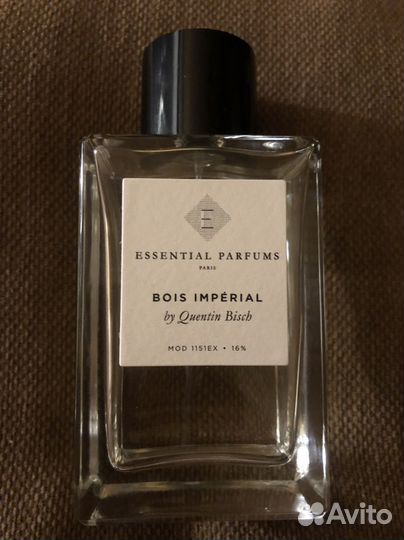 E
ESSENTIAL PARFUMS
PARIS
BOIS IMPÉRIAL
by Quentin Bisch
MOD 1151EX • 16%
Avito